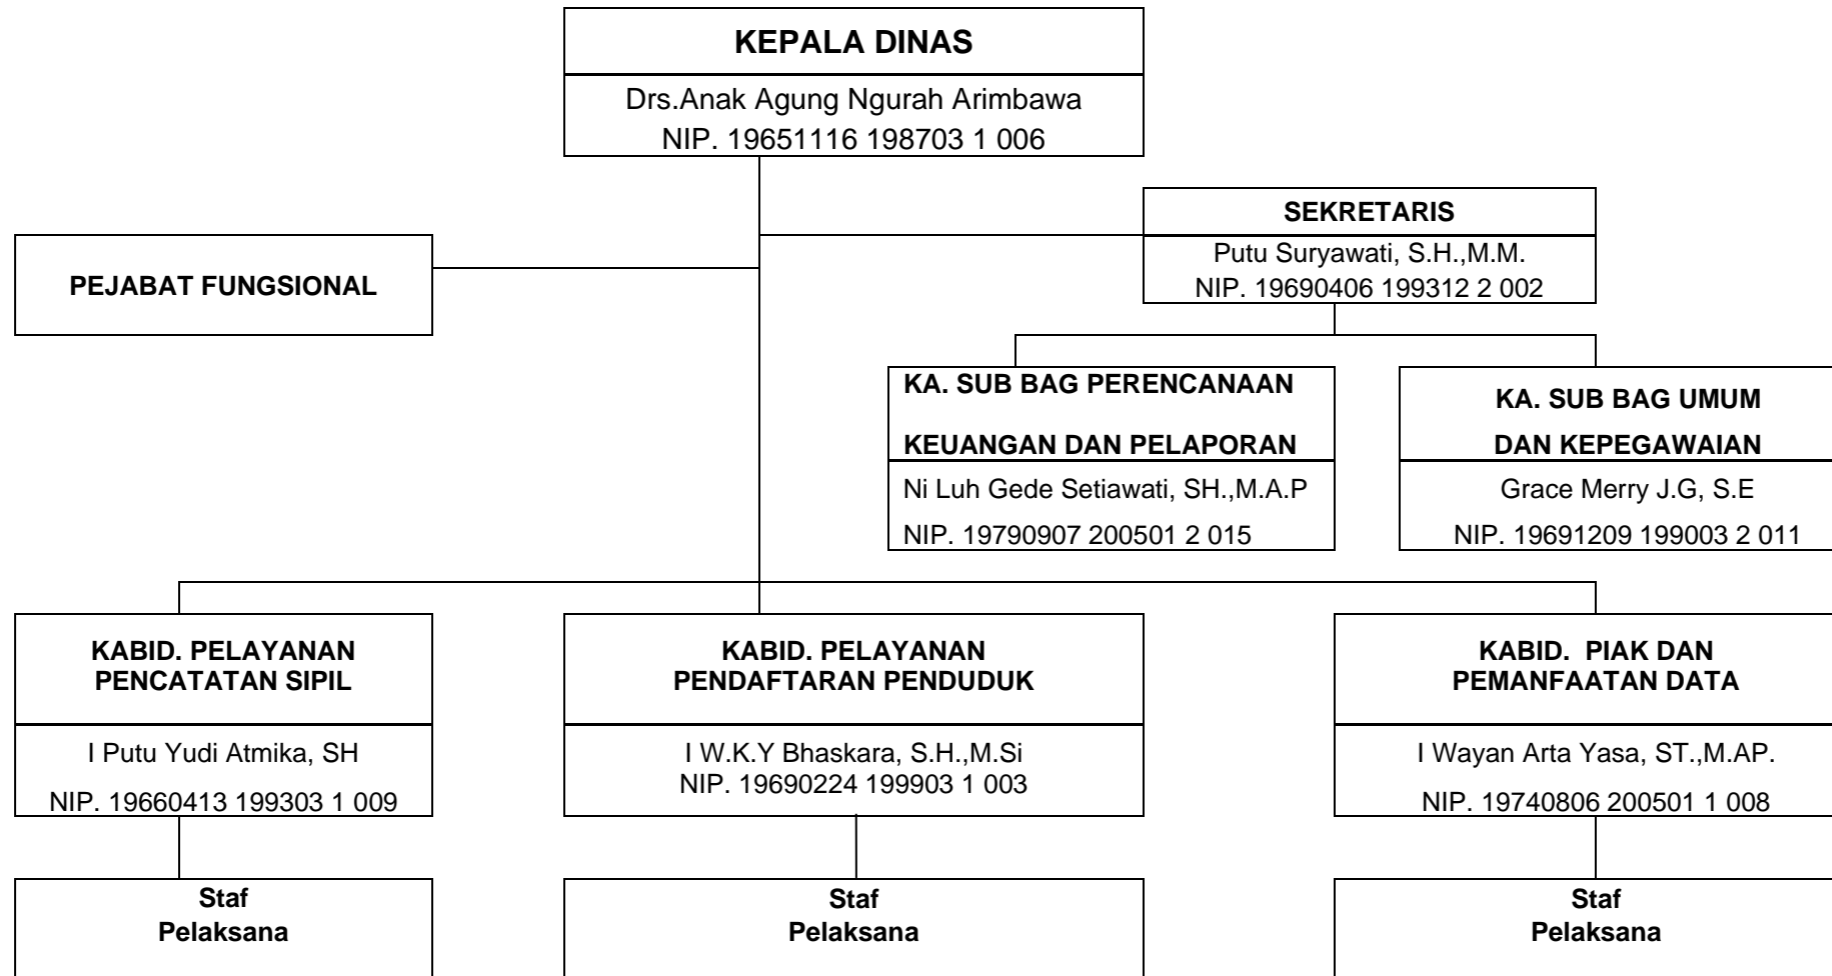 KEPALA DINAS
Drs.Anak Agung Ngurah Arimbawa
NIP. 19651116 198703 1 006
SEKRETARIS
Putu Suryawati, S.H.,M.M.
NIP. 19690406 199312 2 002
PEJABAT FUNGSIONAL
KA. SUB BAG PERENCANAAN
KEUANGAN DAN PELAPORAN
Ni Luh Gede Setiawati, SH.,M.A.P
NIP. 19790907 200501 2 015
KA. SUB BAG UMUM
DAN KEPEGAWAIAN
Grace Merry J.G, S.E
NIP. 19691209 199003 2 011
KABID. PELAYANAN
PENCATATAN SIPIL
I Putu Yudi Atmika, SH
NIP. 19660413 199303 1 009
KABID. PELAYANAN
PENDAFTARAN PENDUDUK
I W.K.Y Bhaskara, S.H.,M.Si
NIP. 19690224 199903 1 003
KABID. PIAK DAN
PEMANFAATAN DATA
I Wayan Arta Yasa, ST.,M.AP.
NIP. 19740806 200501 1 008
Staf
Pelaksana
Staf
Pelaksana
Staf
Pelaksana